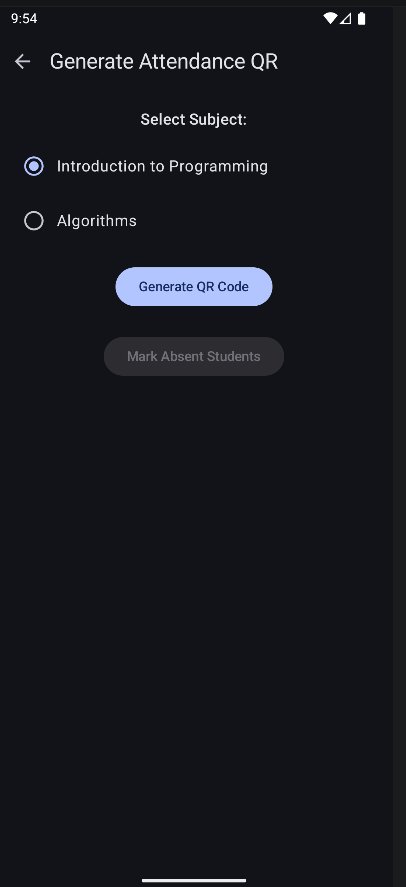 9:54
Generate Attendance QR
Select Subject:
Introduction to Programming
Algorithms
Generate QR Code
Mark Absent Students